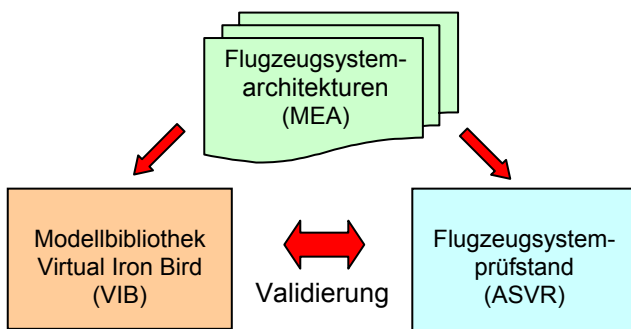 Flugzeugsystem-
architekturen
(MEA)
Modellbibliothek
Virtual Iron Bird
(VIB)
Validierung
Flugzeugsystem-
prüfstand
(ASVR)